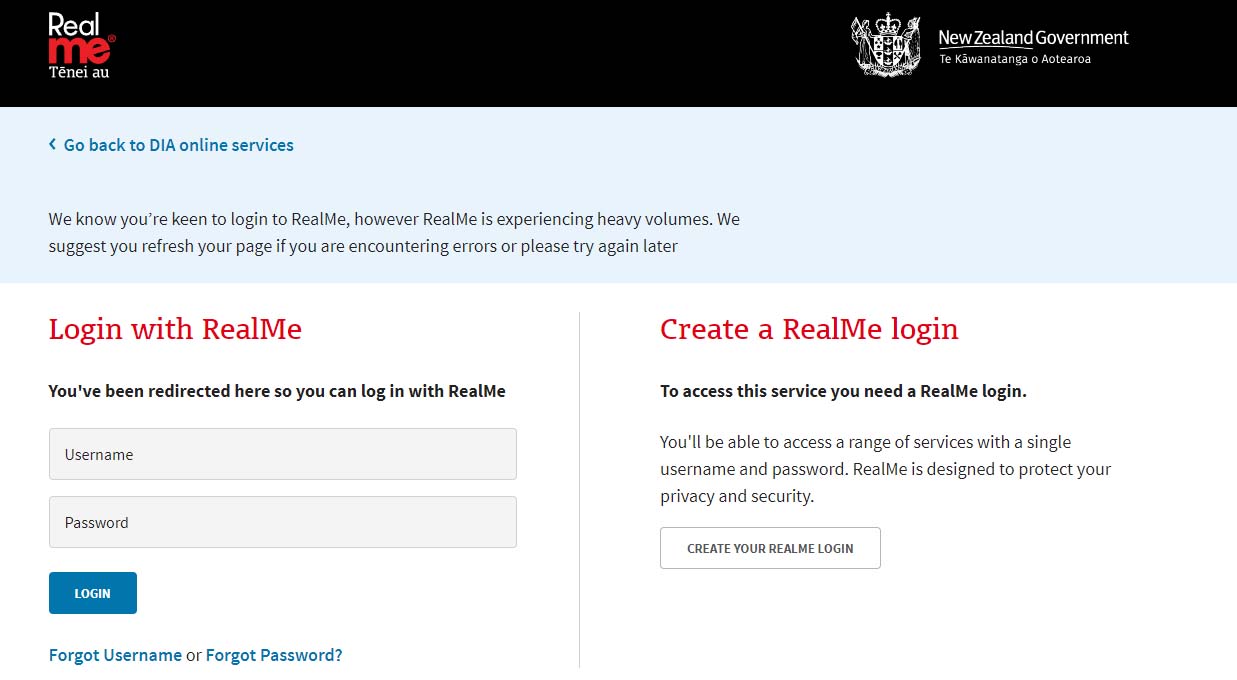 Real
me®
Tēnei au
New Zealand Government
Te Kāwanatanga o Aotearoa
Go back to DIA online services
We know you’re keen to login to RealMe, however RealMe is experiencing heavy volumes. We
suggest you refresh your page if you are encountering errors or please try again later
Login with RealMe
You've been redirected here so you can log in with RealMe
Username
Password
LOGIN
Forgot Username or Forgot Password?
Create a RealMe login
To access this service you need a RealMe login.
You'll be able to access a range of services with a single
username and password. RealMe is designed to protect your
privacy and security.
CREATE YOUR REALME LOGIN